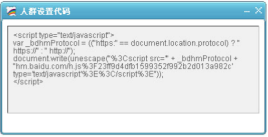 人群设置代码
<script type="text/javascript">
var _bdhmProtocol = (("https:" == document.location.protocol) ? "
https://" : " http://");
document.write(unescape("%3Cscript src='" + _bdhmProtocol +
"hm.baidu.com/h.js%3F23ff9d4dfb1599352f982b2d013a982c'
type='text/javascript'%3E%3C/script%3E"));
</script>